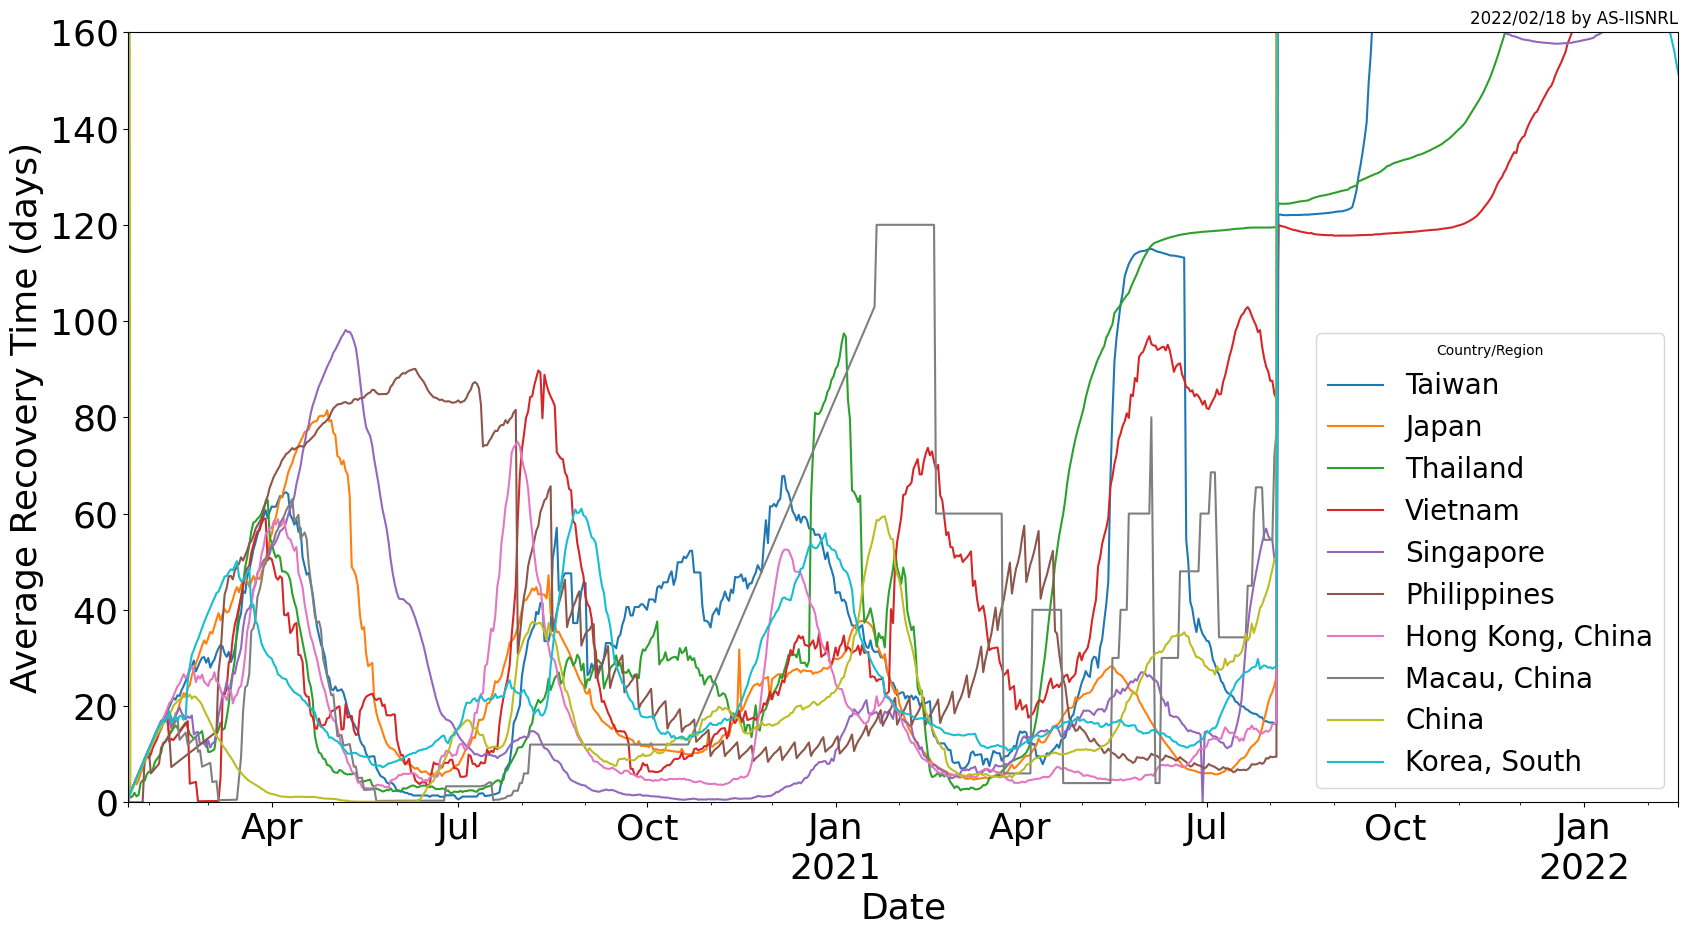 2022/02/18 by AS-IISNRL
160
140
120
100
80
60
40
20
0
Average Recovery Time (days)
Country/Region
Taiwan
Japan
Thailand
Vietnam
Singapore
Philippines
Hong Kong, China
Macau, China
China
Korea, South
Apr Jul Oct Jan Apr Jul Oct Jan
2021 2022
Date